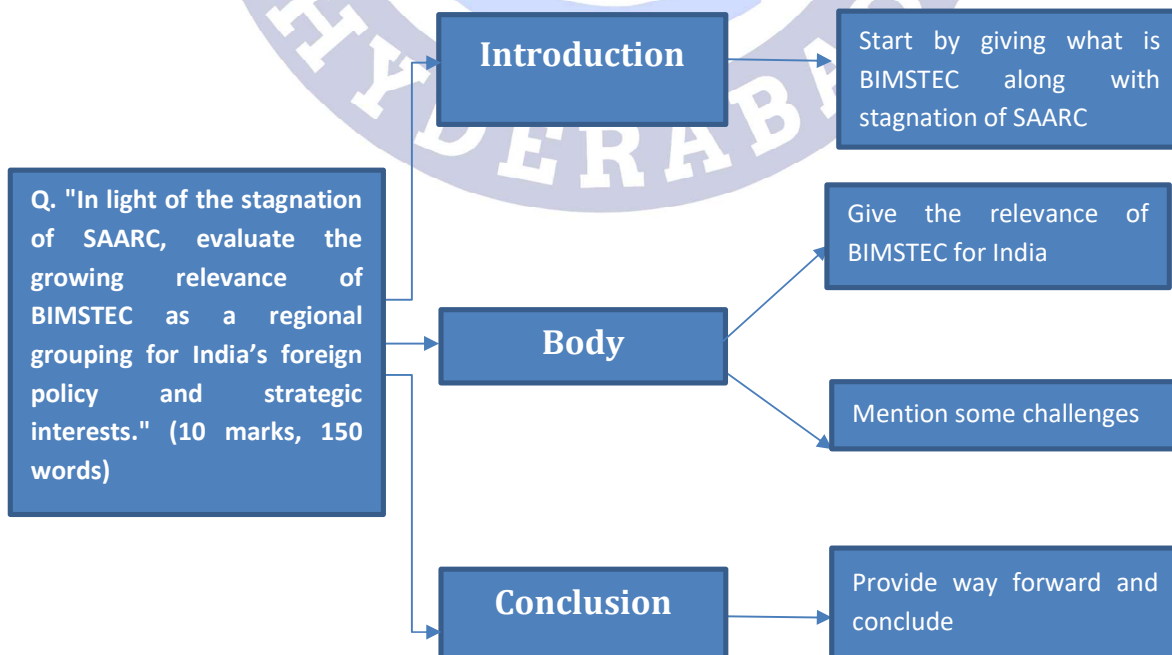 HYDERABA
Introduction
Start by giving what is
BIMSTEC along with
stagnation of SAARC
Q. "In light of the stagnation
of SAARC, evaluate the
growing relevance of
BIMSTEC as a regional
grouping for India’s foreign
policy and strategic
interests." (10 marks, 150
words)
Body
Give the relevance of
BIMSTEC for India
Mention some challenges
Conclusion
Provide way forward and
conclude